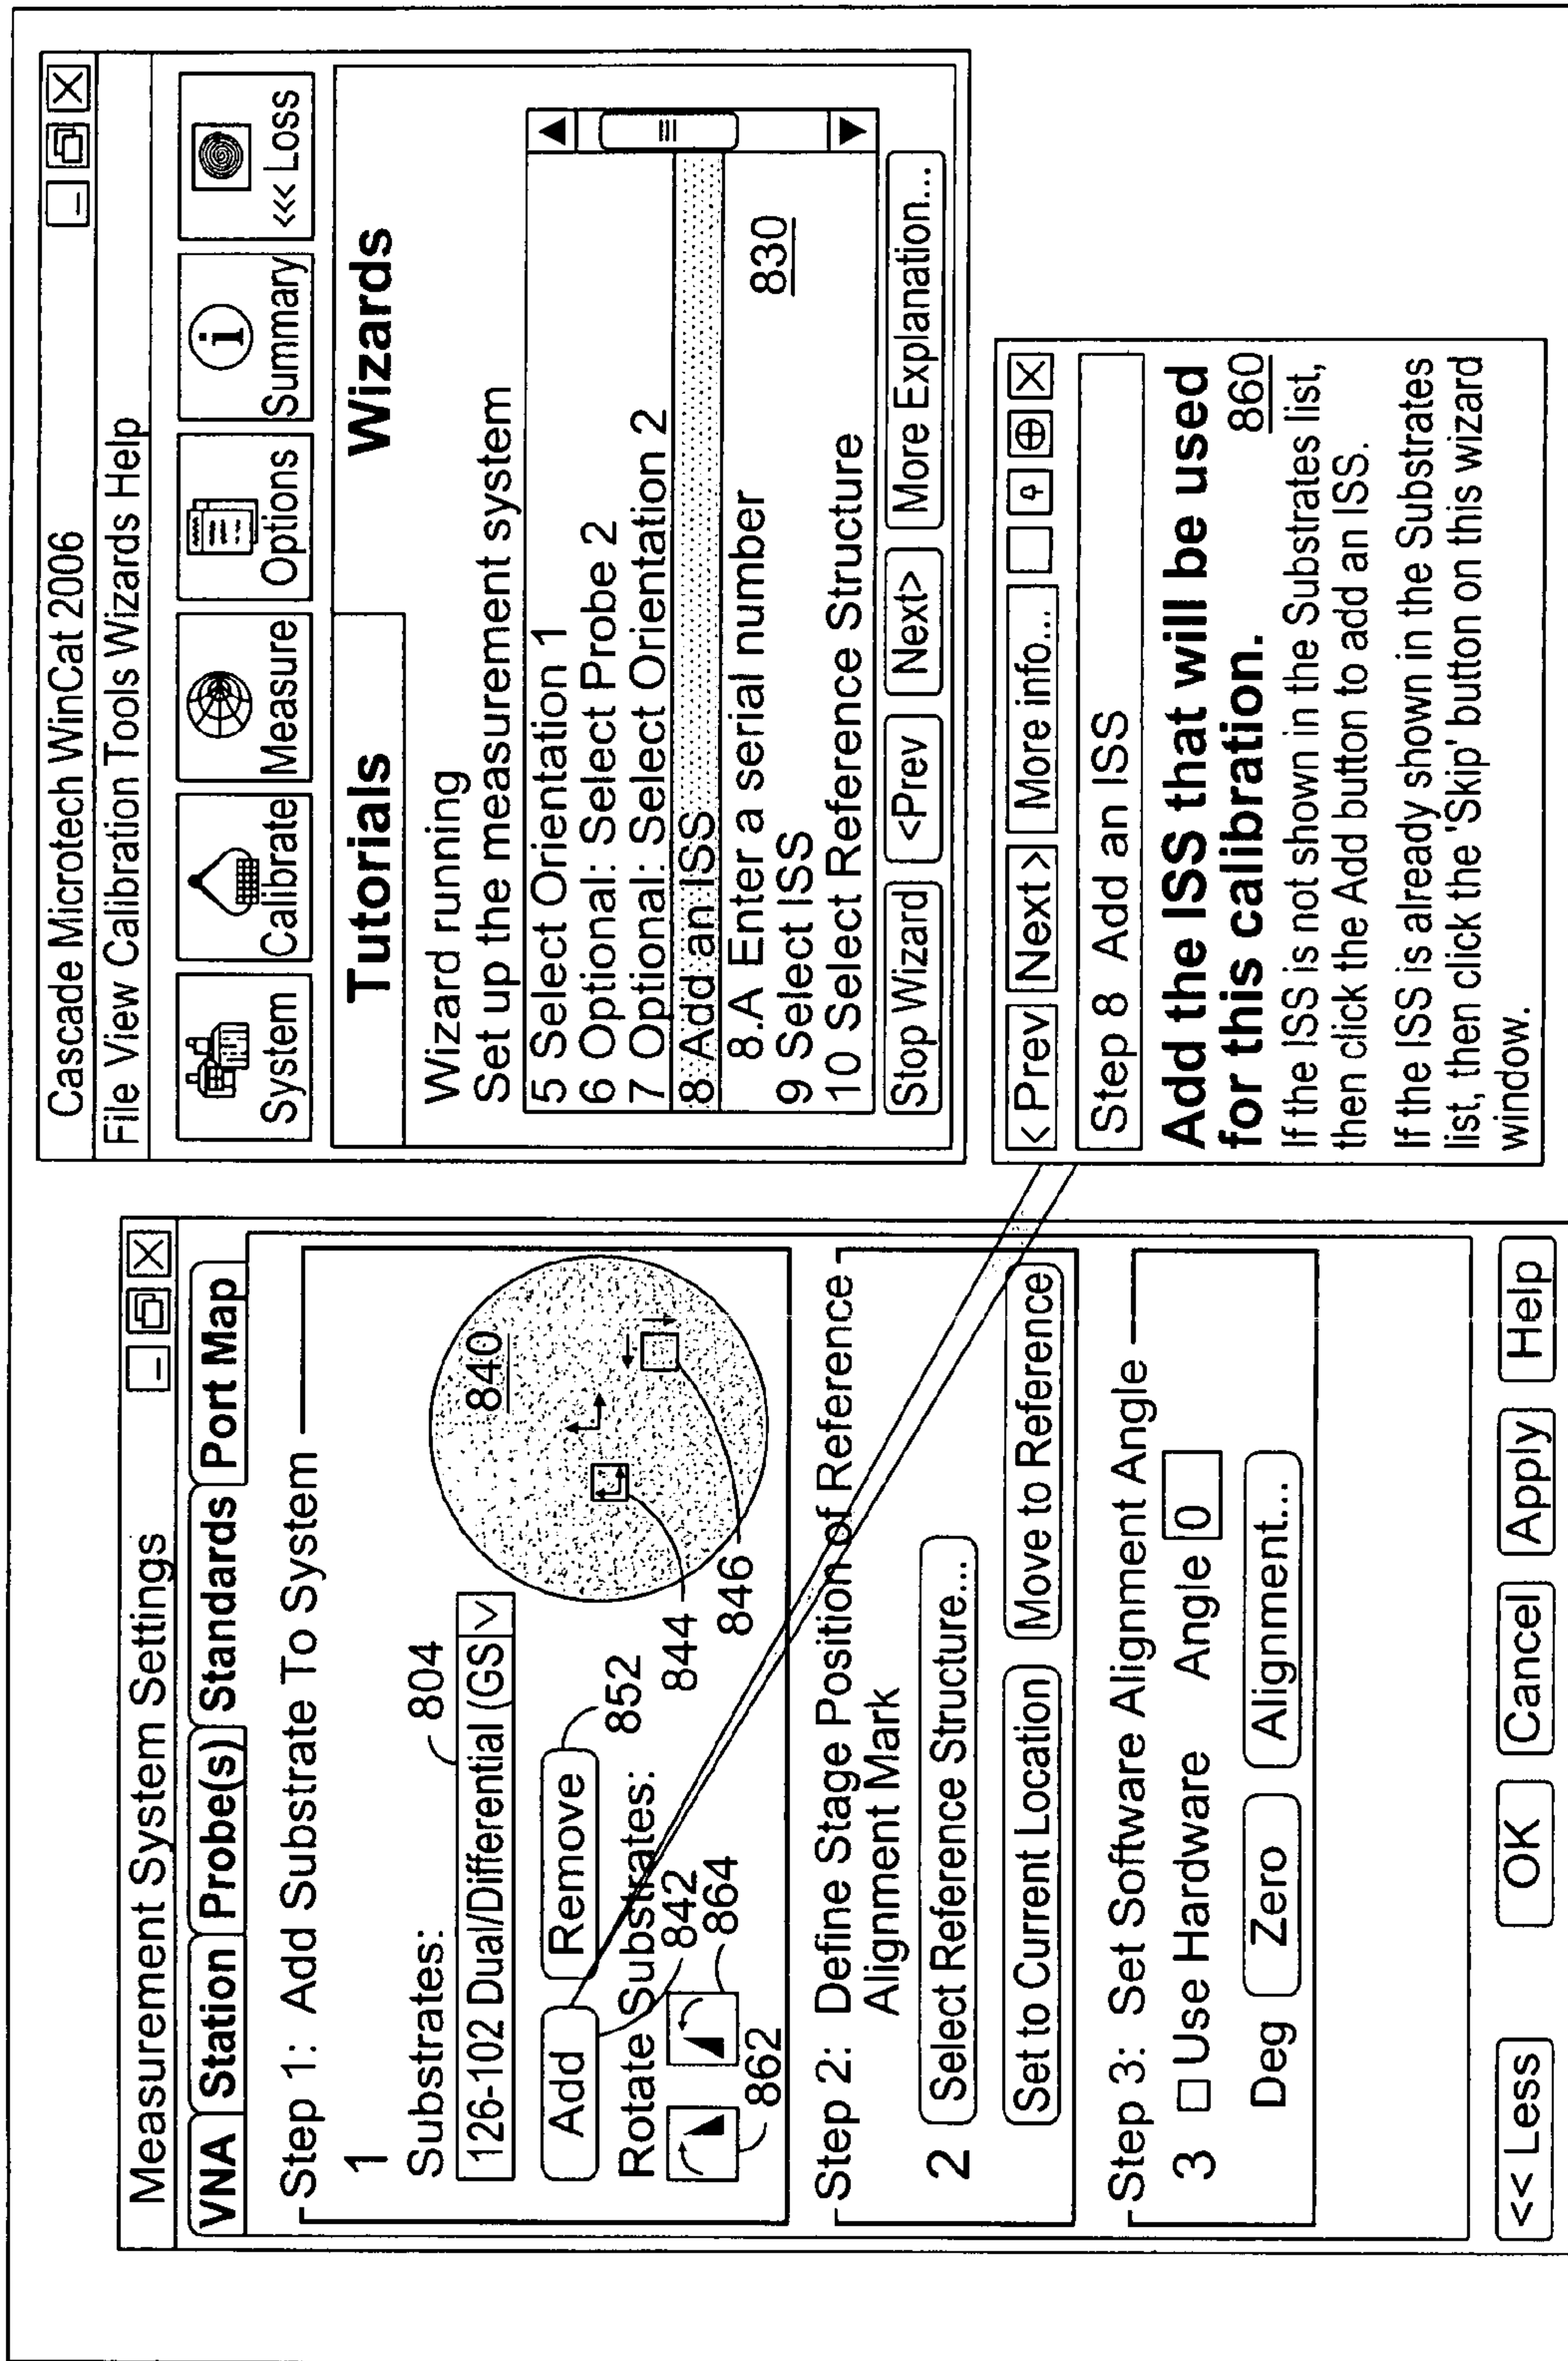 Measurement System Settings
VNA Station Probe(s) Standards Port Map
Step 1: Add Substrate To System
1
Substrates:
804
126-102 Dual/Differential (GS
840
Add Remove
852
Rotate Substrates:
842
844
846
862
864
Step 2: Define Stage Position of Reference
Alignment Mark
2 Select Reference Structure...
Set to Current Location Move to Reference
Step 3: Set Software Alignment Angle
3 Use Hardware Angle 0
Deg Zero Alignment...
<< Less OK Cancel Apply Help
Cascade Microtech WinCat 2006
File View Calibration Tools Wizards Help
System Calibrate Measure Options Summary <<< Loss
Tutorials Wizards
Wizard running
Set up the measurement system
5 Select Orientation 1
6 Optional: Select Probe 2
7 Optional: Select Orientation 2
8 Add an ISS
8.A Enter a serial number
830
9 Select ISS
10 Select Reference Structure
Stop Wizard <Prev Next> More Explanation...
< Prev Next > More info...
Step 8 Add an ISS
Add the ISS that will be used
for this calibration.
860
If the ISS is not shown in the Substrates list,
then click the Add button to add an ISS.
If the ISS is already shown in the Substrates
list, then click the 'Skip' button on this wizard
window.